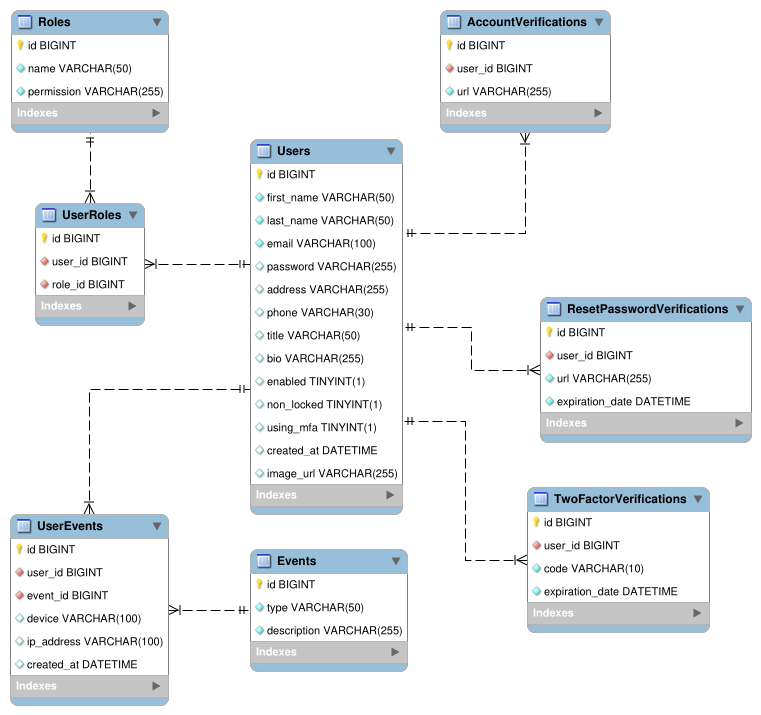 Roles
id BIGINT
name VARCHAR(50)
permission VARCHAR(255)
Indexes
AccountVerifications
id BIGINT
user_id BIGINT
url VARCHAR(255)
Indexes
Users
id BIGINT
first_name VARCHAR(50)
last_name VARCHAR(50)
email VARCHAR(100)
password VARCHAR(255)
address VARCHAR(255)
phone VARCHAR(30)
title VARCHAR(50)
bio VARCHAR(255)
enabled TINYINT(1)
non_locked TINYINT(1)
using_mfa TINYINT(1)
created_at DATETIME
image_url VARCHAR(255)
Indexes
UserRoles
id BIGINT
user_id BIGINT
role_id BIGINT
Indexes
ResetPasswordVerifications
id BIGINT
user_id BIGINT
url VARCHAR(255)
expiration_date DATETIME
Indexes
TwoFactorVerifications
id BIGINT
user_id BIGINT
code VARCHAR(10)
expiration_date DATETIME
Indexes
UserEvents
id BIGINT
user_id BIGINT
event_id BIGINT
device VARCHAR(100)
ip_address VARCHAR(100)
created_at DATETIME
Indexes
Events
id BIGINT
type VARCHAR(50)
description VARCHAR(255)
Indexes